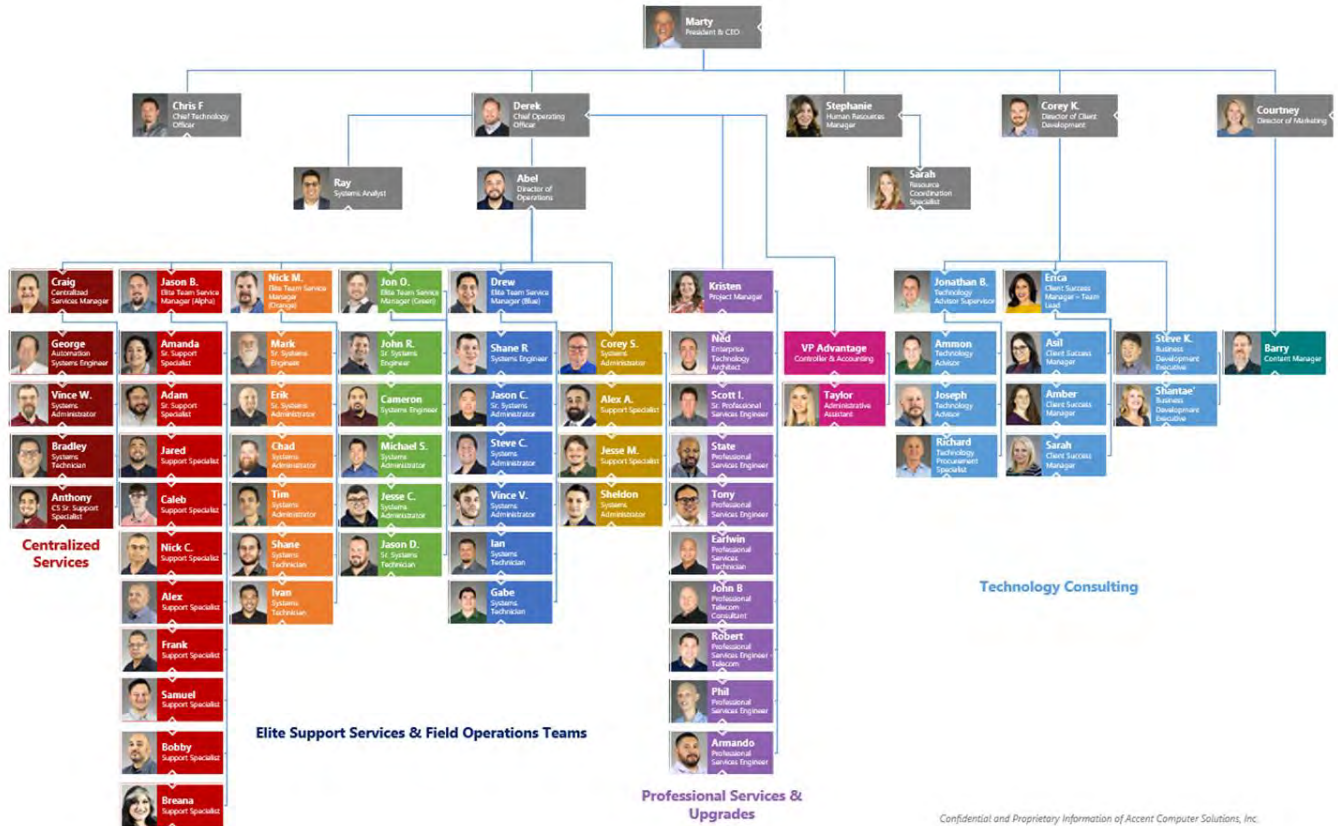 Marty
President & CEO
Chris F
Chief Technology
Officer
Derek
Chief Operating
Officer
Stephanie
Human Resources
Manager
Corey K.
Director of Client
Development
Courtney
Director of Marketing
Ray
Systems Analyst
Abel
Director of
Operations
Sarah
Resource
Coordination
Specialist
Craig
Centralized
Services Manager
George
Automation
Systems Engineer
Vince W.
Systems
Administrator
Bradley
Systems
Technician
Anthony
CS Sr. Support
Specialist
Centralized
Services
Jason B.
Elite Team Service
Manager (Alpha)
Amanda
Sr. Support
Specialist
Adam
Sr. Support
Specialist
Jared
Support Specialist
Caleb
Support Specialist
Nick C.
Support Specialist
Alex
Support Specialist
Frank
Support Specialist
Samuel
Support Specialist
Bobby
Support Specialist
Breana
Support Specialist
Nick M.
Elite Team Service
Manager
(Orange)
Mark
Sr. Systems
Engineer
Erik
Sr. Systems
Administrator
Chad
Systems
Administrator
Tim
Systems
Administrator
Shane
Systems
Technician
Ivan
Systems
Technician
Jon O.
Elite Team Service
Manager (Green)
John R.
Sr. Systems
Engineer
Cameron
Systems Engineer
Michael S.
Systems
Administrator
Jesse C.
Systems
Administrator
Jason D.
Sr. Systems
Technician
Drew
Elite Team Service
Manager (Blue)
Shane R
Systems Engineer
Jason C.
Sr. Systems
Administrator
Steve C.
Systems
Administrator
Vince V.
Systems
Administrator
Ian
Systems
Technician
Gabe
Systems
Technician
Corey S.
Systems
Administrator
Alex A.
Support Specialist
Jesse M.
Support Specialist
Sheldon
Systems
Administrator
Elite Support Services & Field Operations Teams
Kristen
Project Manager
Ned
Enterprise
Technology
Architect
Scott I.
Sr. Professional
Services Engineer
State
Professional
Services Engineer
Tony
Professional
Services Engineer
Earlwin
Professional
Services
Technician
John B
Professional
Telecom
Consultant
Robert
Professional
Services Engineer -
Telecom
Phil
Professional
Services Engineer
Armando
Professional
Services Engineer
Professional Services &
Upgrades
VP Advantage
Controller & Accounting
Taylor
Administrative
Assistant
Jonathan B.
Technology
Advisor Supervisor
Ammon
Technology
Advisor
Joseph
Technology
Advisor
Richard
Technology
Procurement
Specialist
Erica
Client Success
Manager - Team
Lead
Asil
Client Success
Manager
Amber
Client Success
Manager
Sarah
Client Success
Manager
Steve K.
Business
Development
Executive
Shantae'
Business
Development
Executive
Barry
Content Manager
Technology Consulting
Confidential and Proprietary Information of Accent Computer Solutions, Inc.